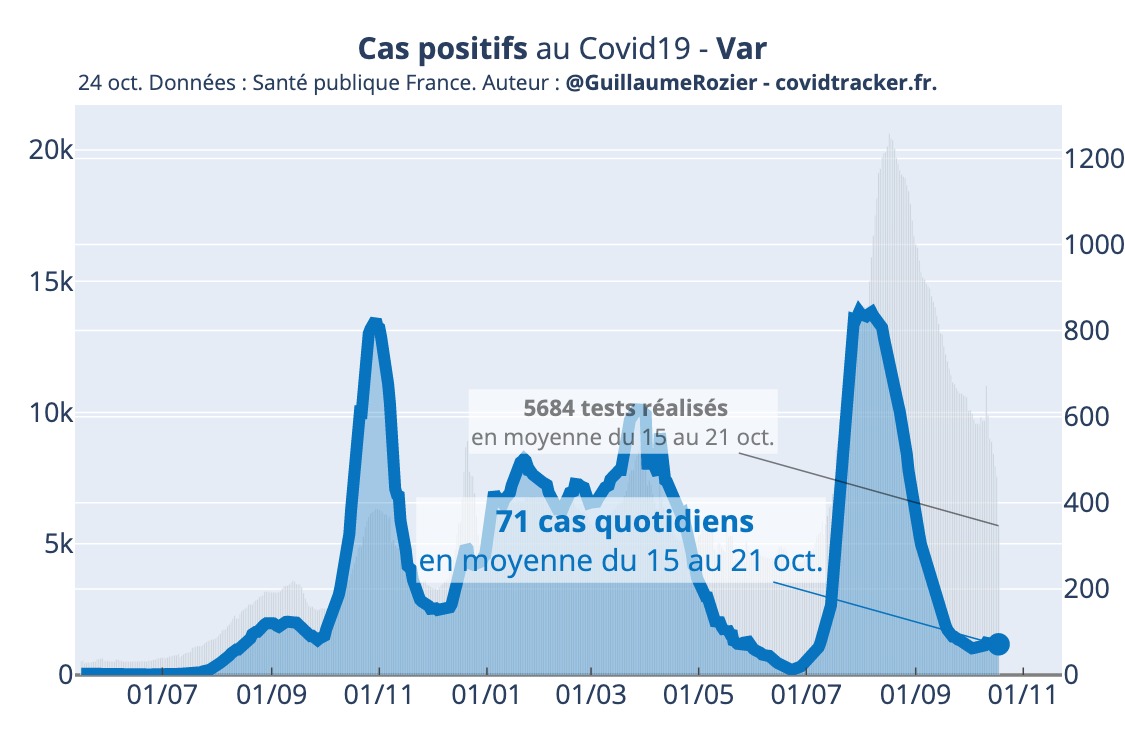 Cas positifs au Covid19 - Var
24 oct. Données : Santé publique France. Auteur : @GuillaumeRozier - covidtracker.fr.
20k
15k
10k
5k
0
1200
1000
800
600
400
200
0
5684 tests réalisés
en moyenne du 15 au 21 oct.
71 cas quotidiens
en moyenne du 15 au 21 oct.
01/07 01/09 01/11 01/01 01/03 01/05 01/07 01/09 01/11